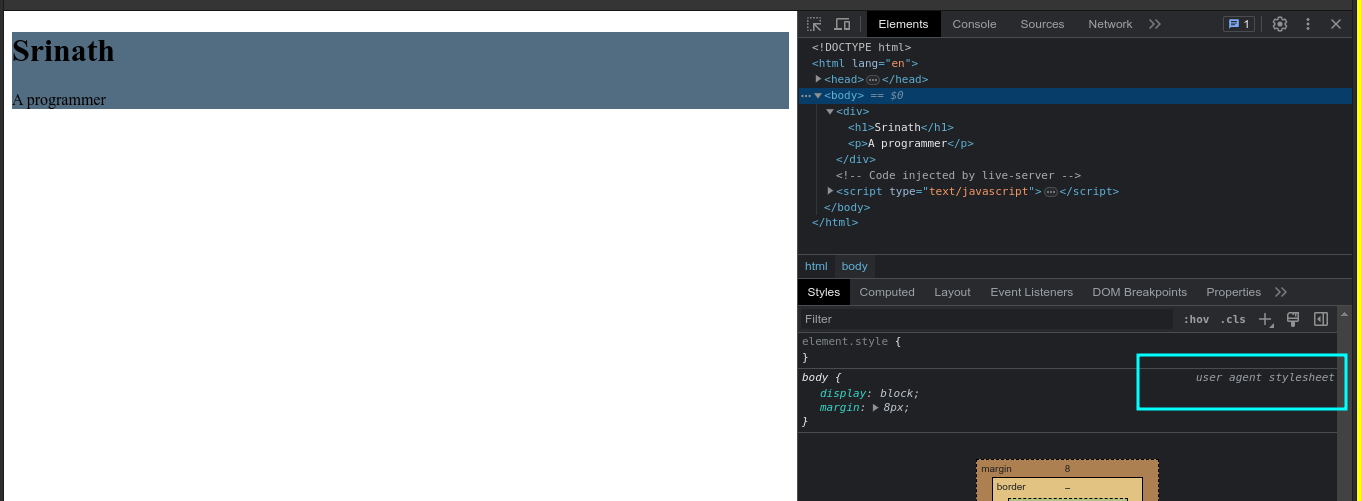 Srinath
A programmer
Elements Console Sources Network 1
<!DOCTYPE html>
<html lang="en">
<head> ••• </head>
••• <body> == $0
<div>
<h1>Srinath</h1>
<p>A programmer</p>
</div>
<!-- Code injected by live-server -->
<script type="text/javascript"> ••• </script>
</body>
</html>
html body
Styles Computed Layout Event Listeners DOM Breakpoints Properties
Filter :hov .cls
element.style {
}
body { user agent stylesheet
display: block;
margin: 8px;
}
margin 8
border –